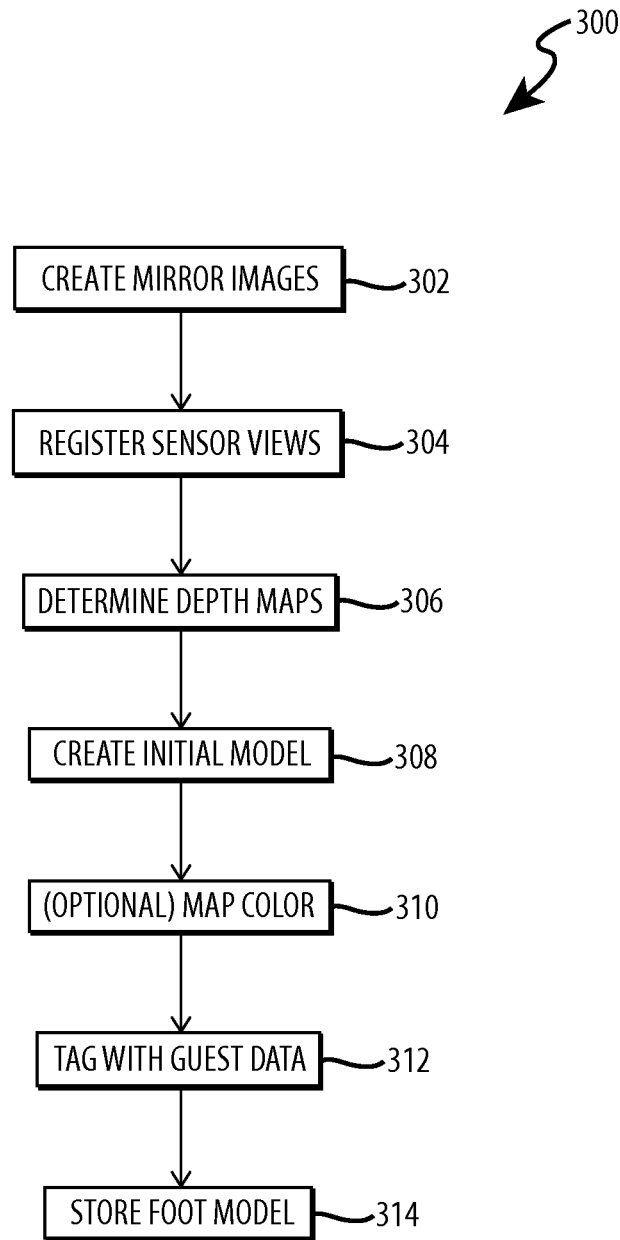 300
CREATE MIRROR IMAGES 302
REGISTER SENSOR VIEWS 304
DETERMINE DEPTH MAPS 306
CREATE INITIAL MODEL 308
(OPTIONAL) MAP COLOR 310
TAG WITH GUEST DATA 312
STORE FOOT MODEL 314